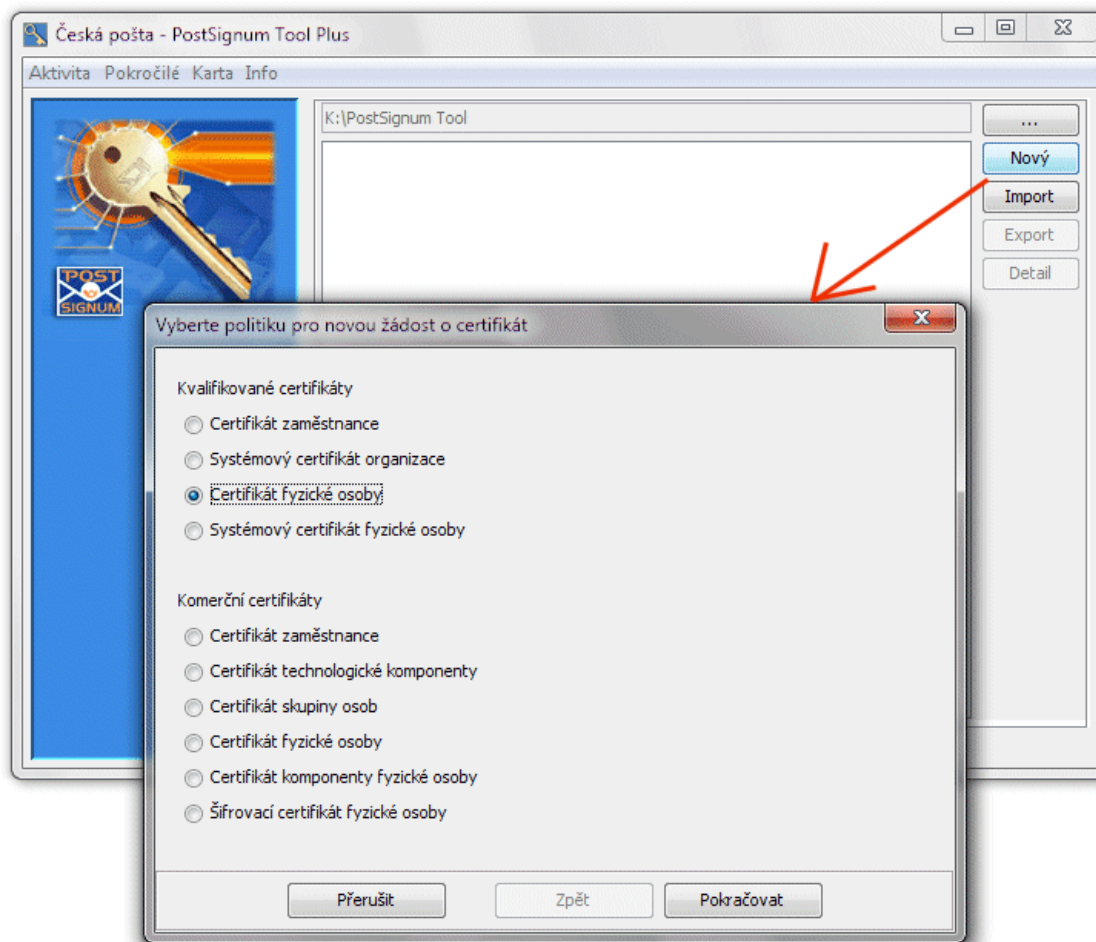 Česká pošta - PostSignum Tool Plus
Aktivita Pokročilé Karta Info
K:\PostSignum Tool
...
Nový
Import
Export
Detail
POST
SIGNUM
Vyberte politiku pro novou žádost o certifikát
Kvalifikované certifikáty
Certifikát zaměstnance
Systémový certifikát organizace
Certifikát fyzické osoby
Systémový certifikát fyzické osoby
Komerční certifikáty
Certifikát zaměstnance
Certifikát technologické komponenty
Certifikát skupiny osob
Certifikát fyzické osoby
Certifikát komponenty fyzické osoby
Šifrovací certifikát fyzické osoby
Přerušit
Zpět
Pokračovat